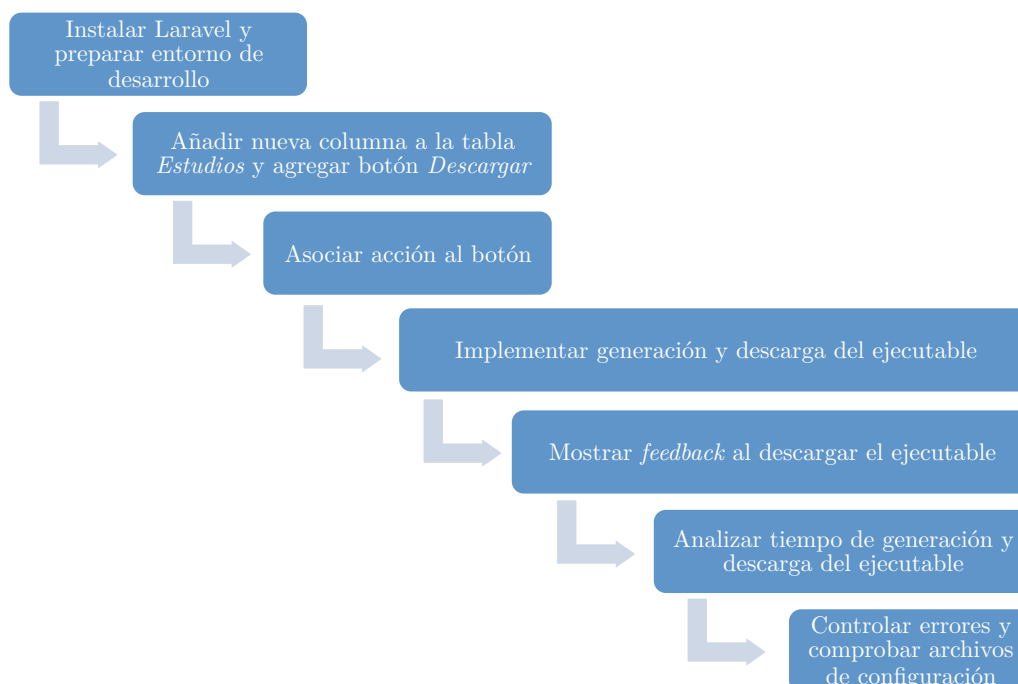 Instalar Laravel y
preparar entorno de
desarrollo
Añadir nueva columna a la tabla
Estudios y agregar botón Descargar
Asociar acción al botón
Implementar generación y descarga del ejecutable
Mostrar feedback al descargar el ejecutable
Analizar tiempo de generación y
descarga del ejecutable
Controlar errores y
comprobar archivos
de configuración